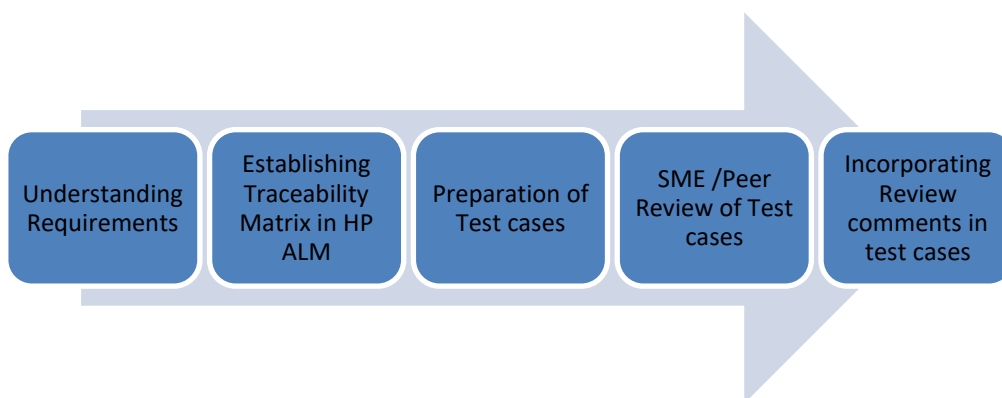 Understanding
Requirements
Establishing
Traceability
Matrix in HP
ALM
Preparation of
Test cases
SME /Peer
Review of Test
cases
Incorporating
Review
comments in
test cases